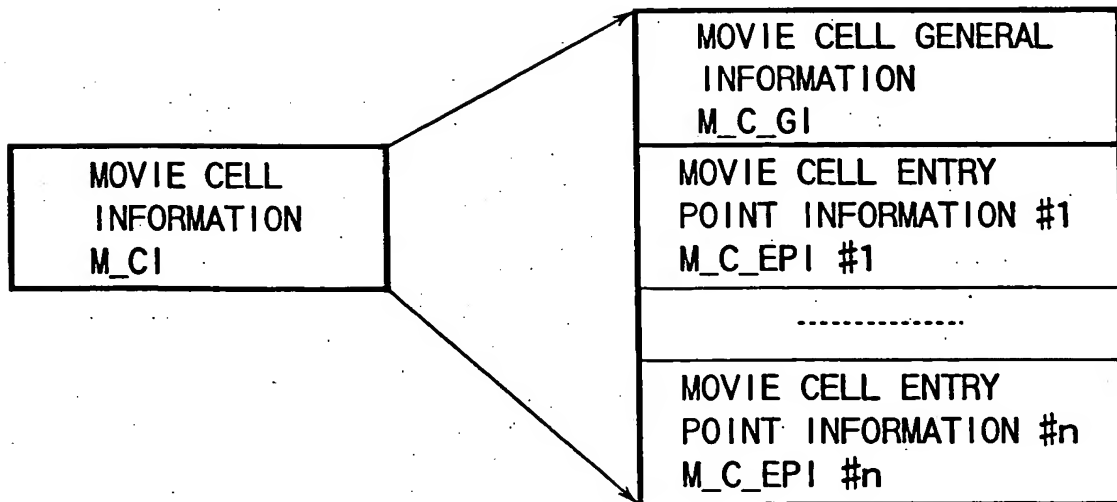 MOVIE CELL
INFORMATION
M_CI
MOVIE CELL GENERAL
INFORMATION
M_C_GI
MOVIE CELL ENTRY
POINT INFORMATION #1
M_C_EPI #1
MOVIE CELL ENTRY
POINT INFORMATION #n
M_C_EPI #n